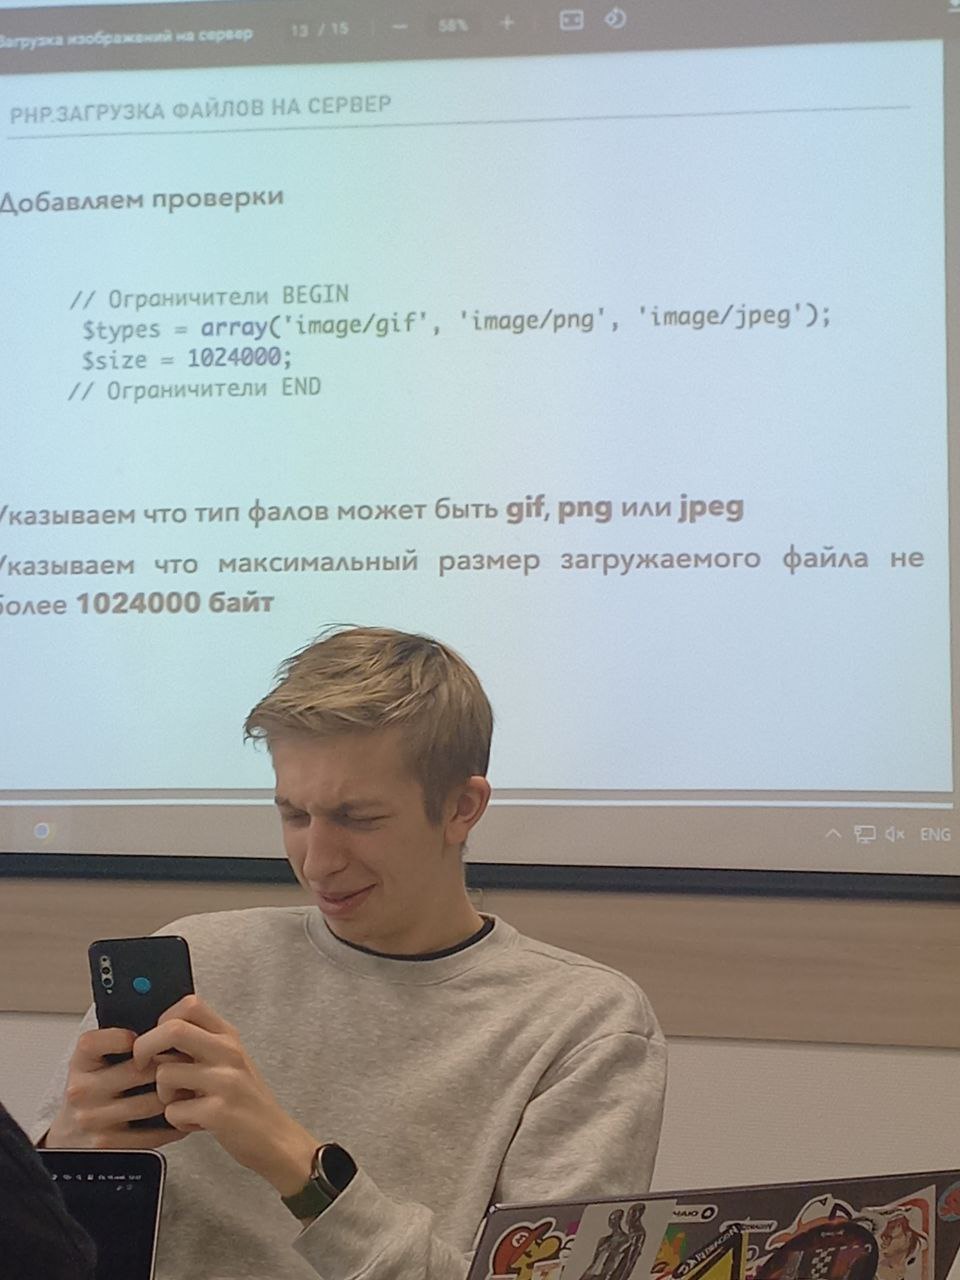 Загрузка изображений на сервер 13 / 15 — 58% +
PHP.ЗАГРУЗКА ФАЙЛОВ НА СЕРВЕР
Добавляем проверки
// Ограничители BEGIN
$types = array('image/gif', 'image/png', 'image/jpeg');
$size = 1024000;
// Ограничители END
Указываем что тип фалов может быть gif, png или jpeg
Указываем что максимальный размер загружаемого файла не
более 1024000 байт
ENG
ЧАЮ